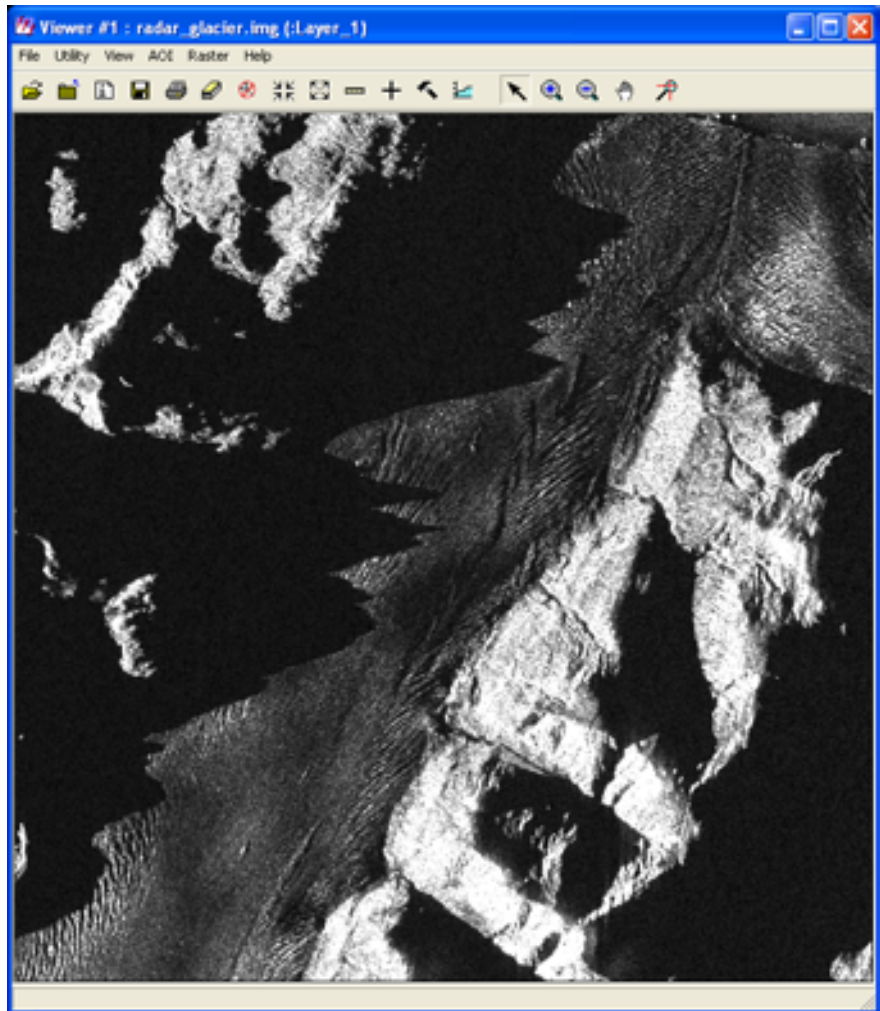 Viewer #1 : radar_glacier.img (:Layer_1)
File Utility View AOI Raster Help